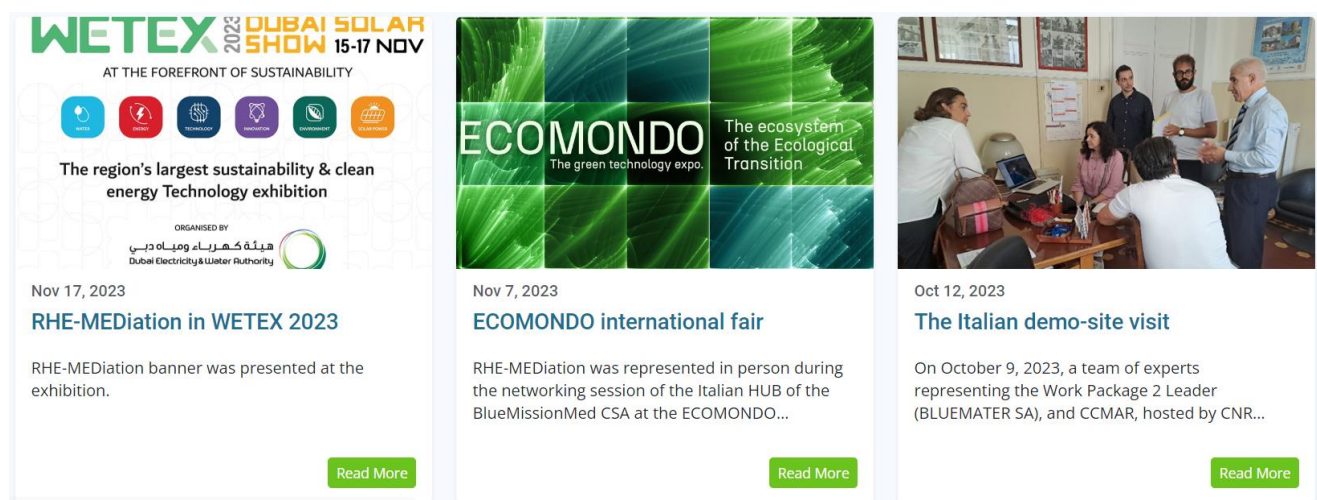 WETEX 2023 DUBAI SOLAR SHOW 15-17 NOV
AT THE FOREFRONT OF SUSTAINABILITY
WATER ENERGY TECHNOLOGY INNOVATION ENVIRONMENT SOLAR POWER
The region's largest sustainability & clean
energy Technology exhibition
ORGANISED BY
هيئة كهرباء ومياه دبي
Dubai Electricity & Water Authority
Nov 17, 2023
RHE-MEDiation in WETEX 2023
RHE-MEDiation banner was presented at the
exhibition.
Read More
ECOMONDO
The green technology expo.
The ecosystem
of the Ecological
Transition
Nov 7, 2023
ECOMONDO international fair
RHE-MEDiation was represented in person during
the networking session of the Italian HUB of the
BlueMissionMed CSA at the ECOMONDO...
Read More
Oct 12, 2023
The Italian demo-site visit
On October 9, 2023, a team of experts
representing the Work Package 2 Leader
(BLUEMATER SA), and CCMAR, hosted by CNR...
Read More